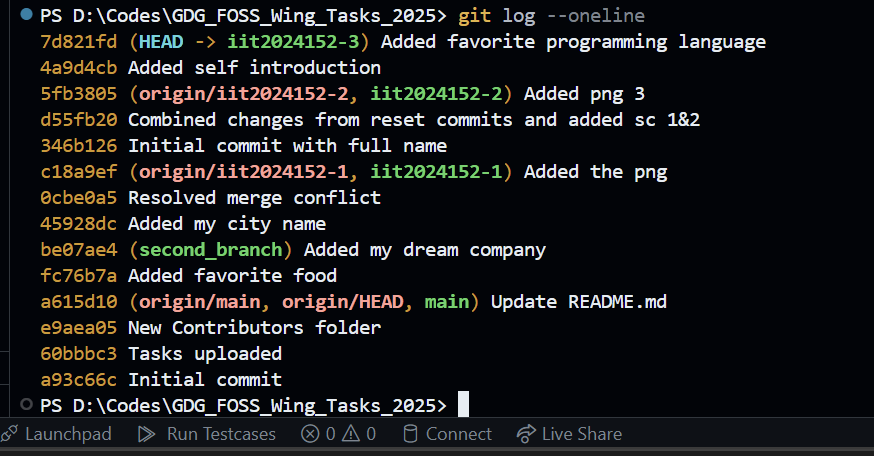 PS D:\Codes\GDG_FOSS_Wing_Tasks_2025> git log --oneline
7d821fd (HEAD -> iit2024152-3) Added favorite programming language
4a9d4cb Added self introduction
5fb3805 (origin/iit2024152-2, iit2024152-2) Added png 3
d55fb20 Combined changes from reset commits and added sc 1&2
346b126 Initial commit with full name
c18a9ef (origin/iit2024152-1, iit2024152-1) Added the png
0cbe0a5 Resolved merge conflict
45928dc Added my city name
be07ae4 (second_branch) Added my dream company
fc76b7a Added favorite food
a615d10 (origin/main, origin/HEAD, main) Update README.md
e9aea05 New Contributors folder
60bbbc3 Tasks uploaded
a93c66c Initial commit
PS D:\Codes\GDG_FOSS_Wing_Tasks_2025>
Launchpad Run Testcases 0 0 Connect Live Share